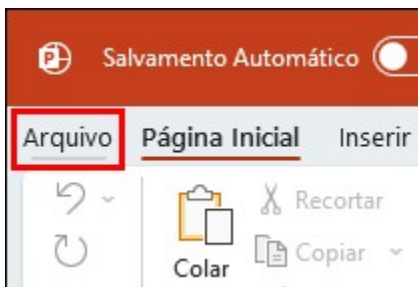 Salvamento Automático
Arquivo Página Inicial Inserir
Recortar
Copiar
Colar